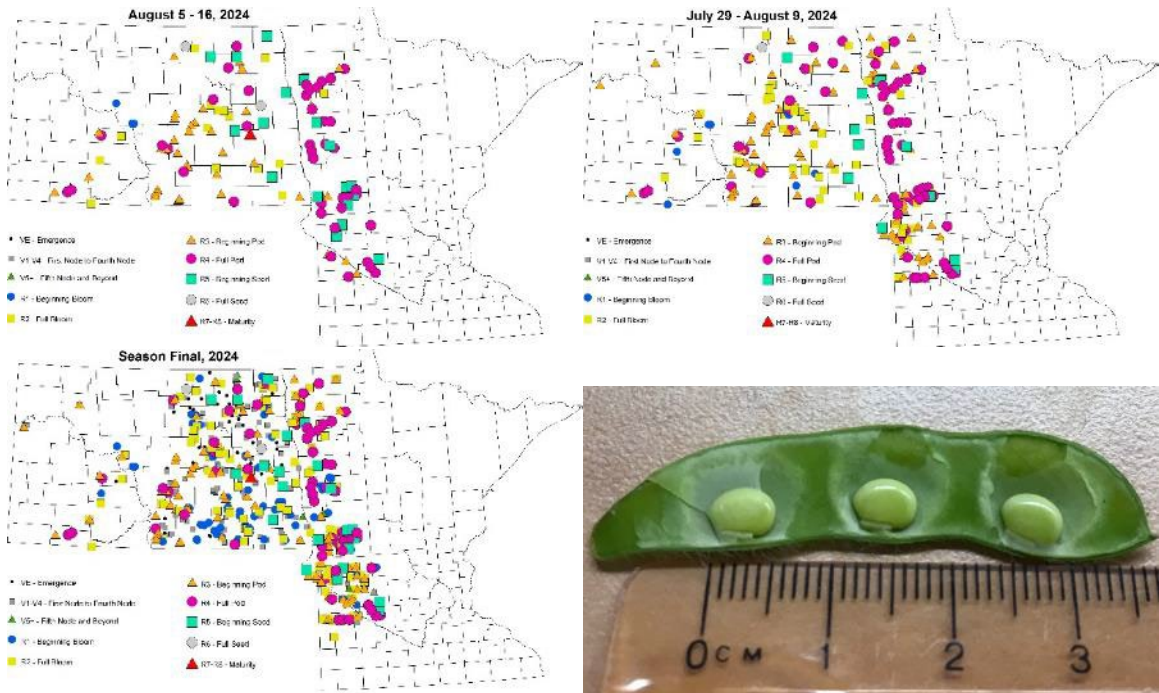 August 5 - 16, 2024
VE - Emergence
V1-V4 - First Node to Fourth Node
V5+ - Fifth Node and Beyond
R1 - Beginning Bloom
R2 - Full Bloom
R3 - Beginning Pod
R4 - Full Pod
R5 - Beginning Seed
R6 - Full Seed
R7-R8 - Maturity
July 29 - August 9, 2024
VE - Emergence
V1-V4 - First Node to Fourth Node
V5+ - Fifth Node and Beyond
R1 - Beginning Bloom
R2 - Full Bloom
R3 - Beginning Pod
R4 - Full Pod
R5 - Beginning Seed
R6 - Full Seed
R7-R8 - Maturity
Season Final, 2024
VE - Emergence
V1-V4 - First Node to Fourth Node
V5+ - Fifth Node and Beyond
R1 - Beginning Bloom
R2 - Full Bloom
R3 - Beginning Pod
R4 - Full Pod
R5 - Beginning Seed
R6 - Full Seed
R7-R8 - Maturity
0 CM 1 2 3